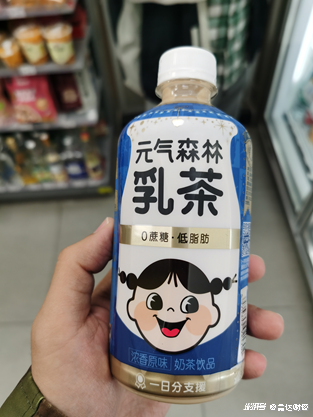 元气森林
乳茶
0蔗糖·低脂肪
浓香原味 奶茶饮品
一日分支援